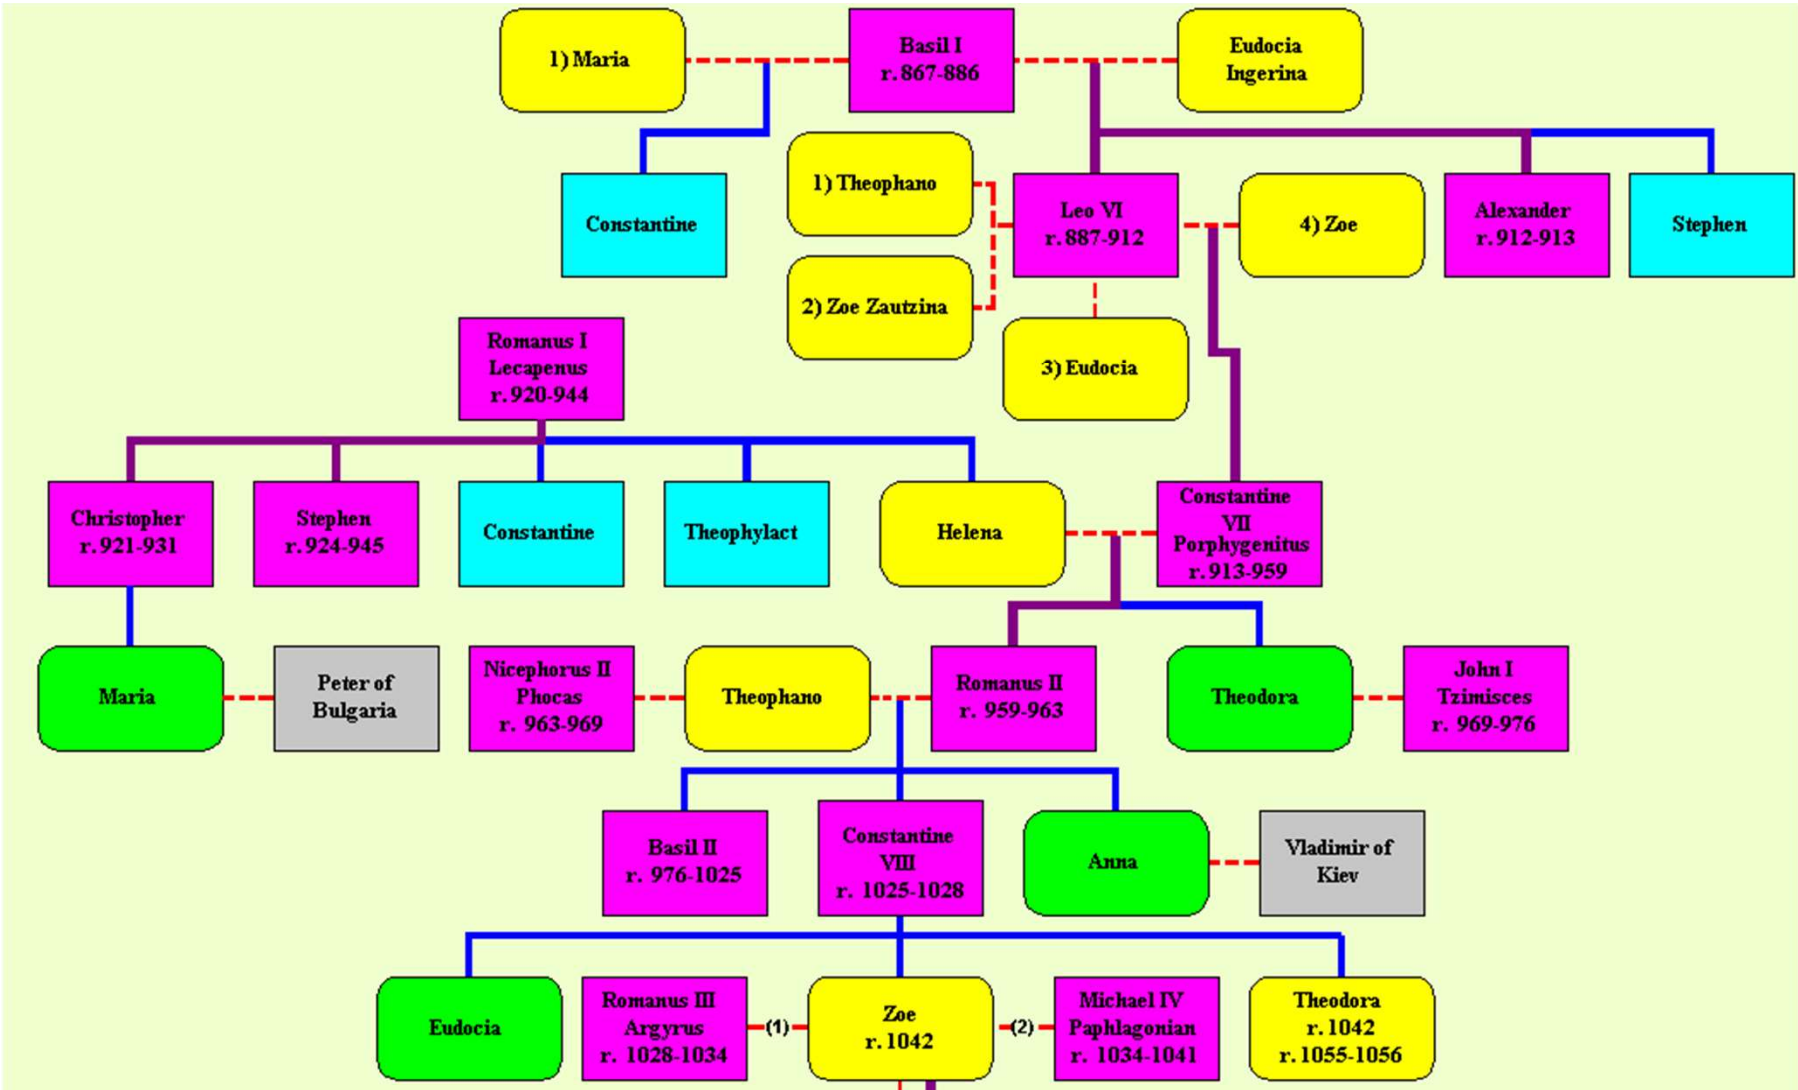 1) Maria
Basil I
r. 867-886
Eudocia
Ingerina
1) Theophano
Constantine
Leo VI
r. 887-912
4) Zoe
Alexander
r. 912-913
Stephen
2) Zoe Zautzina
3) Eudocia
Romanus I
Lecapenus
r. 920-944
Christopher
r. 921-931
Stephen
r. 924-945
Constantine
Theophylact
Helena
Constantine
VII
Porphygenitus
r. 913-959
Maria
Peter of
Bulgaria
Nicephorus II
Phocas
r. 963-969
Theophano
Romanus II
r. 959-963
Theodora
John I
Tzimisces
r. 969-976
Basil II
r. 976-1025
Constantine
VIII
r. 1025-1028
Anna
Vladimir of
Kiev
Eudocia
Romanus III
Argyrus
r. 1028-1034
(1)
Zoe
r. 1042
(2)
Michael IV
Paphlagonian
r. 1034-1041
Theodora
r. 1042
r. 1055-1056